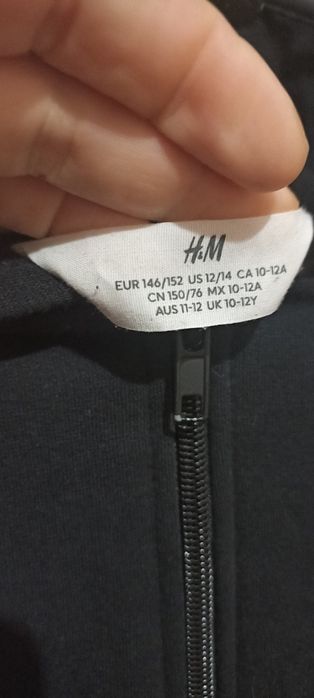 H&M
EUR 146/152 US 12/14 CA 10-12A
CN 150/76 MX 10-12A
AUS 11-12 UK 10-12Y